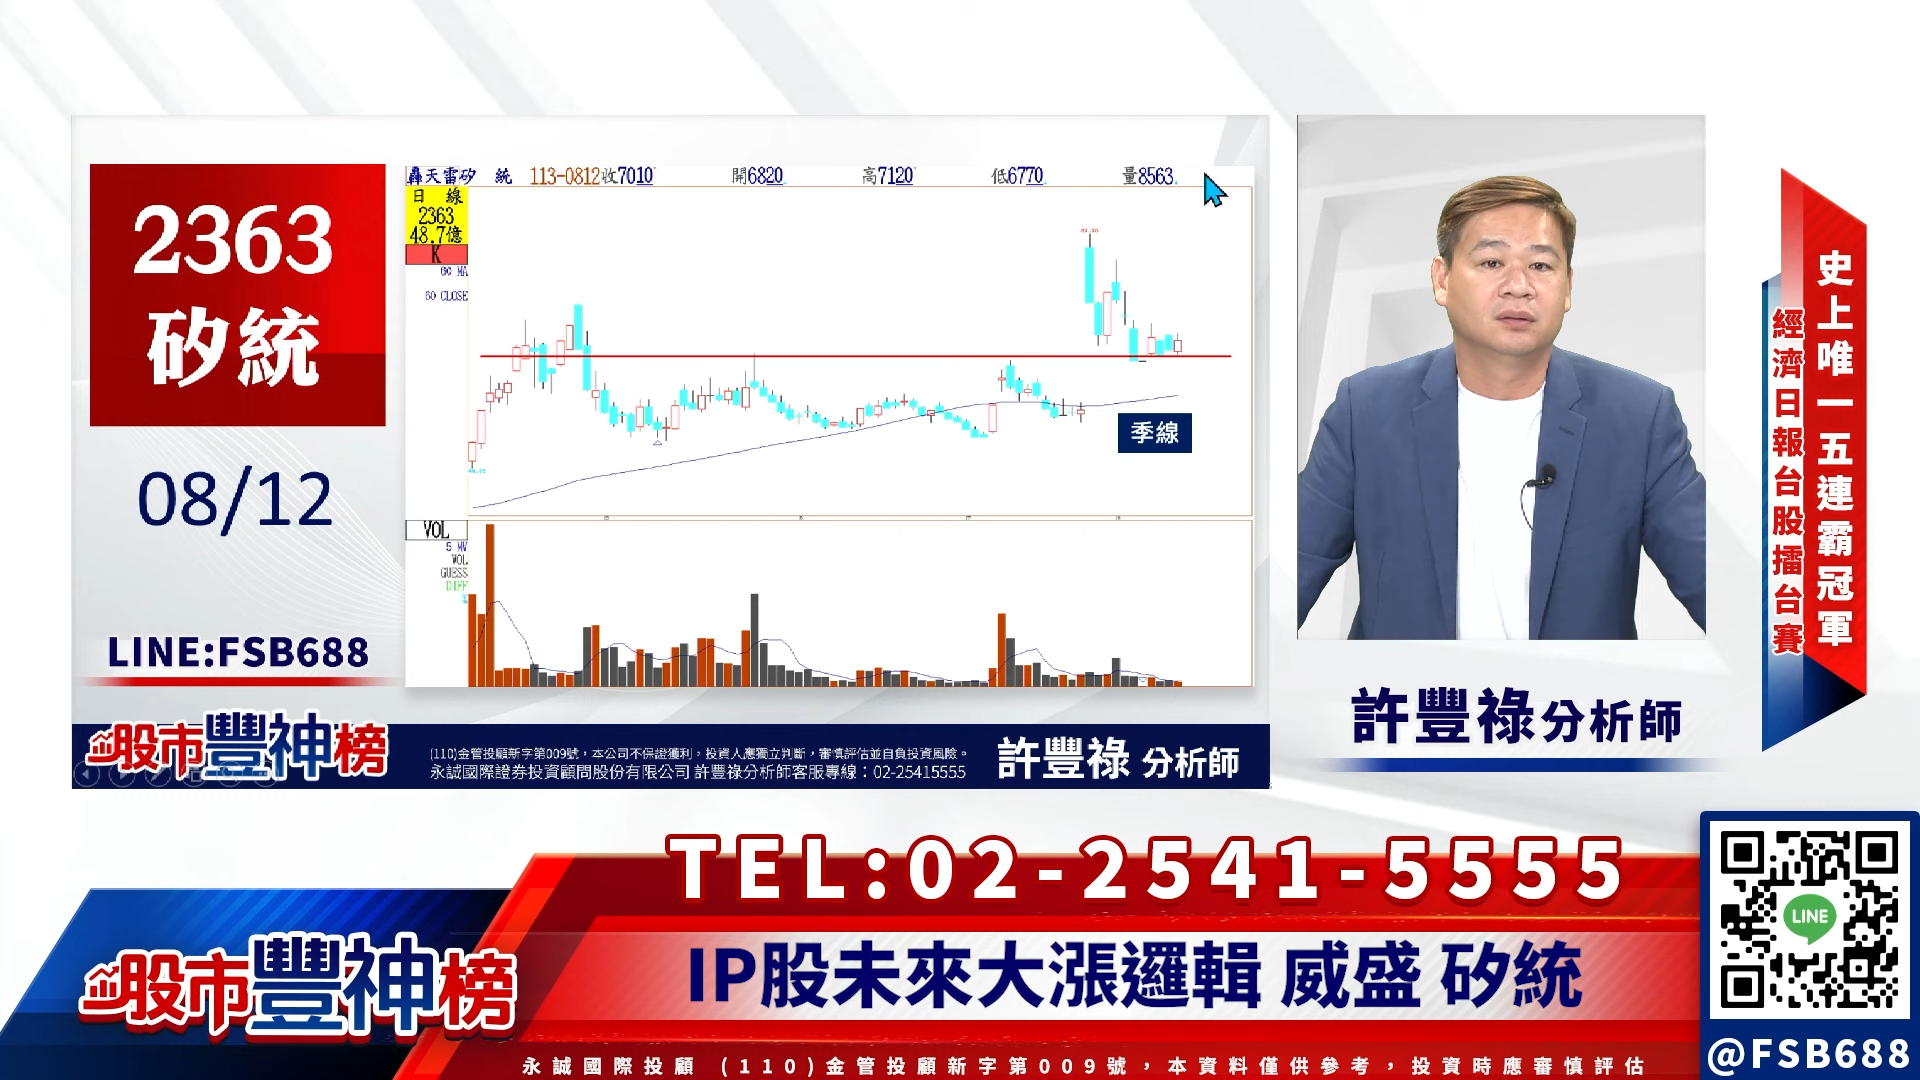 2363
矽統
08/12
LINE:FSB688
轟天雷矽 統 113-0812收7010 開6820 高7120 低6770 量8563
日 線
2363
48.7億
K
60 MA
60 CLOSE
季線
VOL
5 MV
VOL
GUESS
DIFF
股市豐神榜
(110)金管投顧新字第009號，本公司不保證獲利，投資人應獨立判斷，審慎評估並自負投資風險。
永誠國際證券投資顧問股份有限公司 許豐祿分析師客服專線：02-25415555
許豐祿 分析師
許豐祿分析師
史上唯一五連霸冠軍
經濟日報台股擂台賽
TEL:02-2541-5555
股市豐神榜
IP股未來大漲邏輯 威盛 矽統
永誠國際投顧 (110)金管投顧新字第009號，本資料僅供參考，投資時應審慎評估
LINE
@FSB688